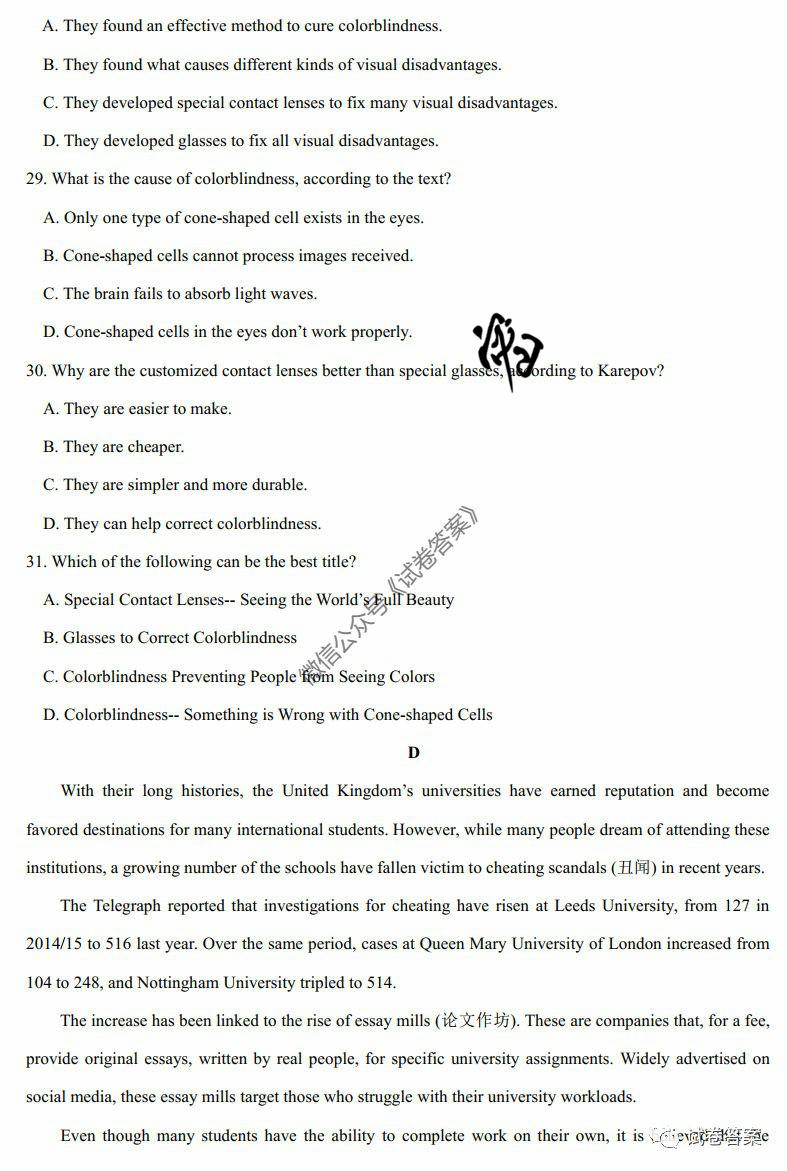 A. They found an effective method to cure colorblindness.
B. They found what causes different kinds of visual disadvantages.
C. They developed special contact lenses to fix many visual disadvantages.
D. They developed glasses to fix all visual disadvantages.
29. What is the cause of colorblindness, according to the text?
A. Only one type of cone-shaped cell exists in the eyes.
B. Cone-shaped cells cannot process images received.
C. The brain fails to absorb light waves.
D. Cone-shaped cells in the eyes don’t work properly.
30. Why are the customized contact lenses better than special glasses, according to Karepov?
A. They are easier to make.
B. They are cheaper.
C. They are simpler and more durable.
D. They can help correct colorblindness.
微信公众号《试卷答案》
31. Which of the following can be the best title?
A. Special Contact Lenses-- Seeing the World’s Full Beauty
B. Glasses to Correct Colorblindness
C. Colorblindness Preventing People from Seeing Colors
D. Colorblindness-- Something is Wrong with Cone-shaped Cells
D
With their long histories, the United Kingdom’s universities have earned reputation and become
favored destinations for many international students. However, while many people dream of attending these
institutions, a growing number of the schools have fallen victim to cheating scandals (丑闻) in recent years.
The Telegraph reported that investigations for cheating have risen at Leeds University, from 127 in
2014/15 to 516 last year. Over the same period, cases at Queen Mary University of London increased from
104 to 248, and Nottingham University tripled to 514.
The increase has been linked to the rise of essay mills (论文作坊). These are companies that, for a fee,
provide original essays, written by real people, for specific university assignments. Widely advertised on
social media, these essay mills target those who struggle with their university workloads.
Even though many students have the ability to complete work on their own, it is
试卷答案